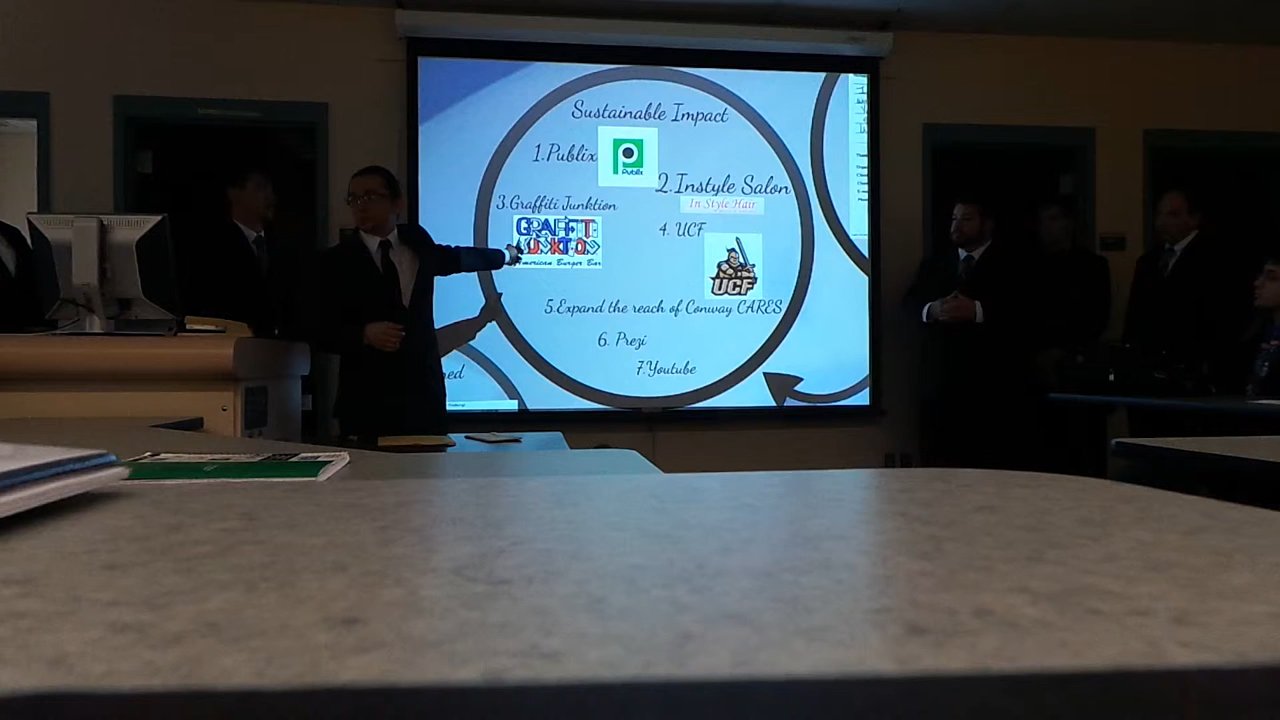 Sustainable Impact
1.Publix
Publix
2.Instyle Salon
In Style Hair
3.Graffiti Junktion
GRAFFITI
JUNKTION
American Burger Bar
4. UCF
UCF
5.Expand the reach of Conway CARES
6. Prezi
7.Youtube